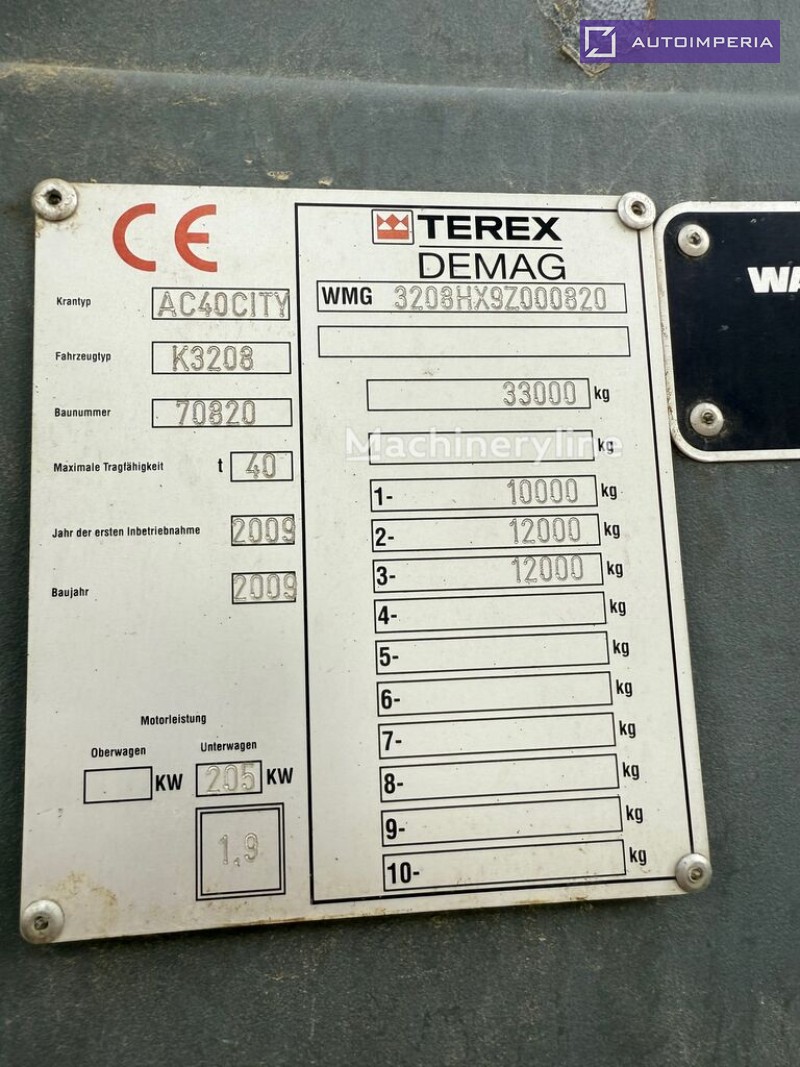 AUTOIMPERIA
CE
Krantyp AC40CITY
Fahrzeugtyp K3208
Baunummer 70820
Maximale Tragfähigkeit t 40
Jahr der ersten Inbetriebnahme 2009
Baujahr 2009
Motorleistung
Oberwagen Unterwagen
KW 205 KW
1.9
TEREX
DEMAG
WMG 3208HX9Z000820
33000 kg
kg
1- 10000 kg
2- 12000 kg
3- 12000 kg
4- kg
5- kg
6- kg
7- kg
8- kg
9- kg
10- kg
Machineryline